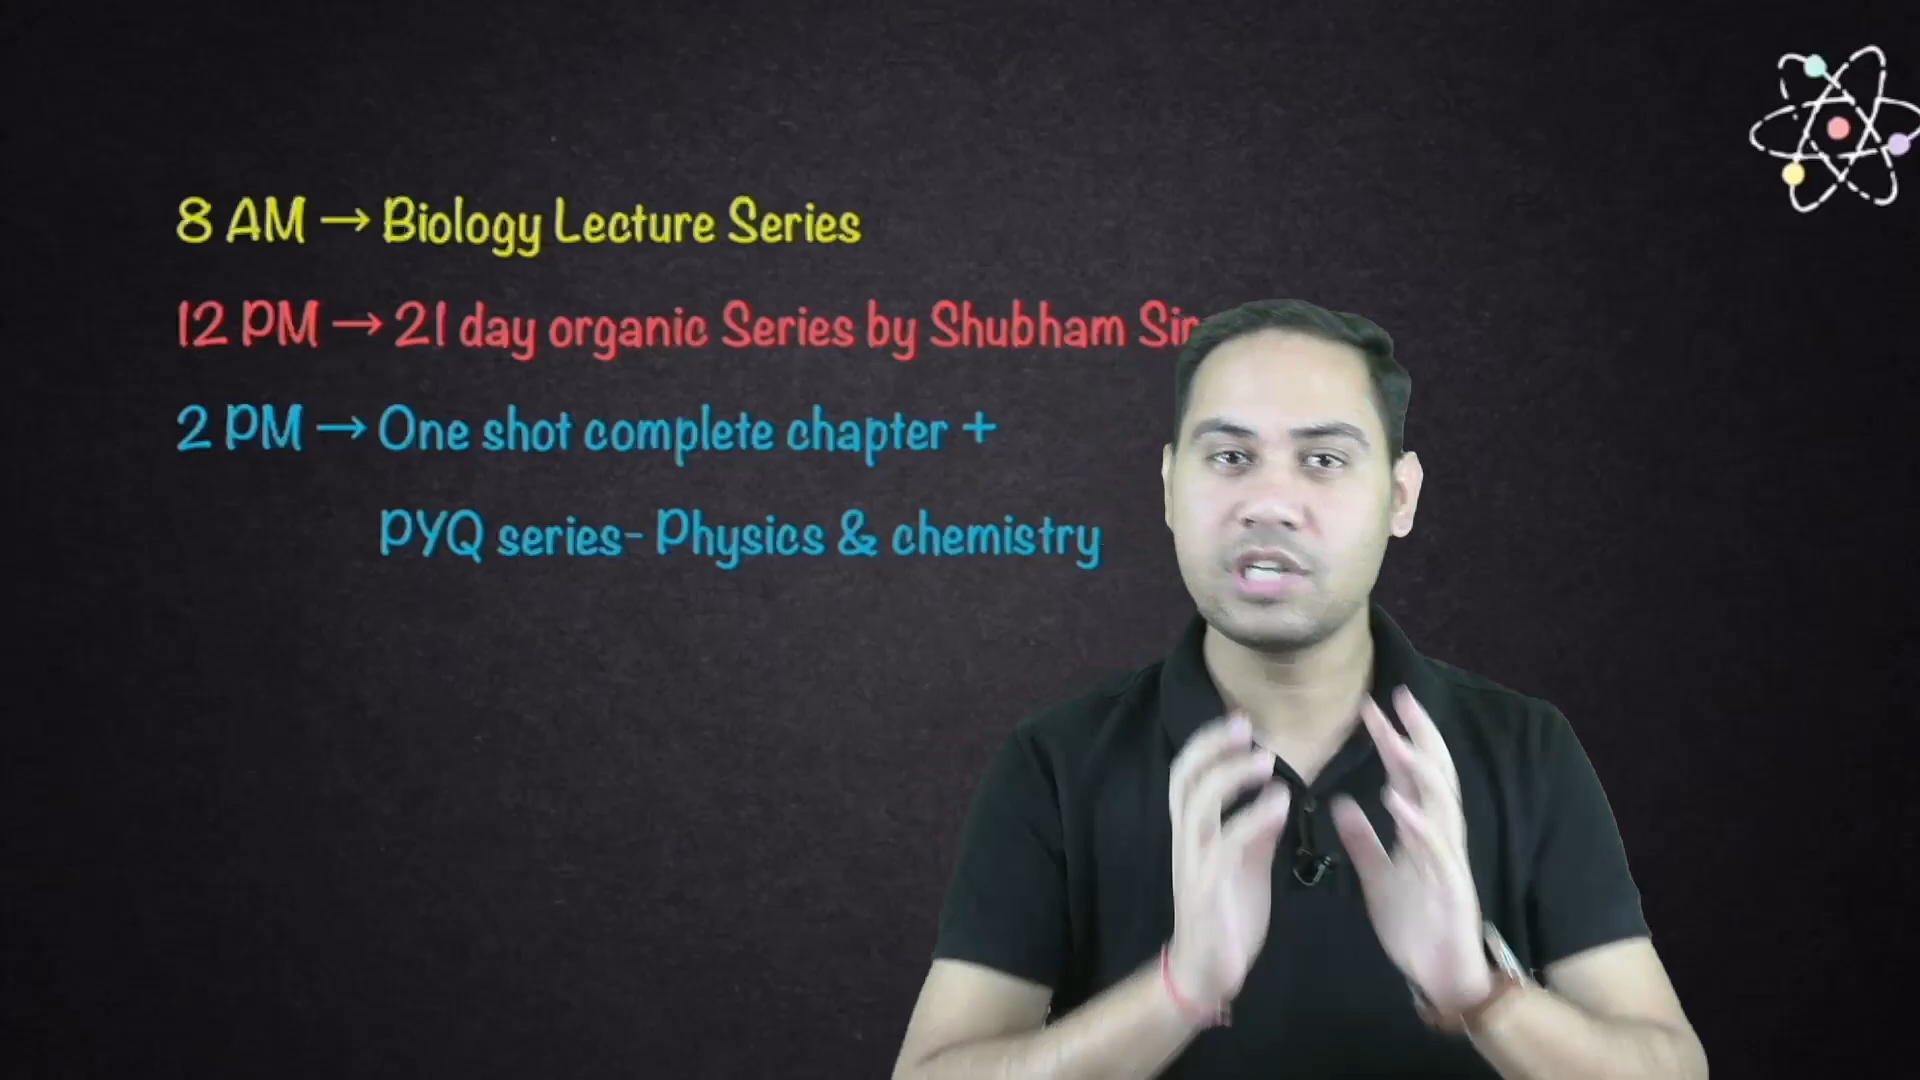 8 AM → Biology Lecture Series
12 PM → 21 day organic Series by Shubham Sir
2 PM → One shot complete chapter +
PYQ series- Physics & chemistry